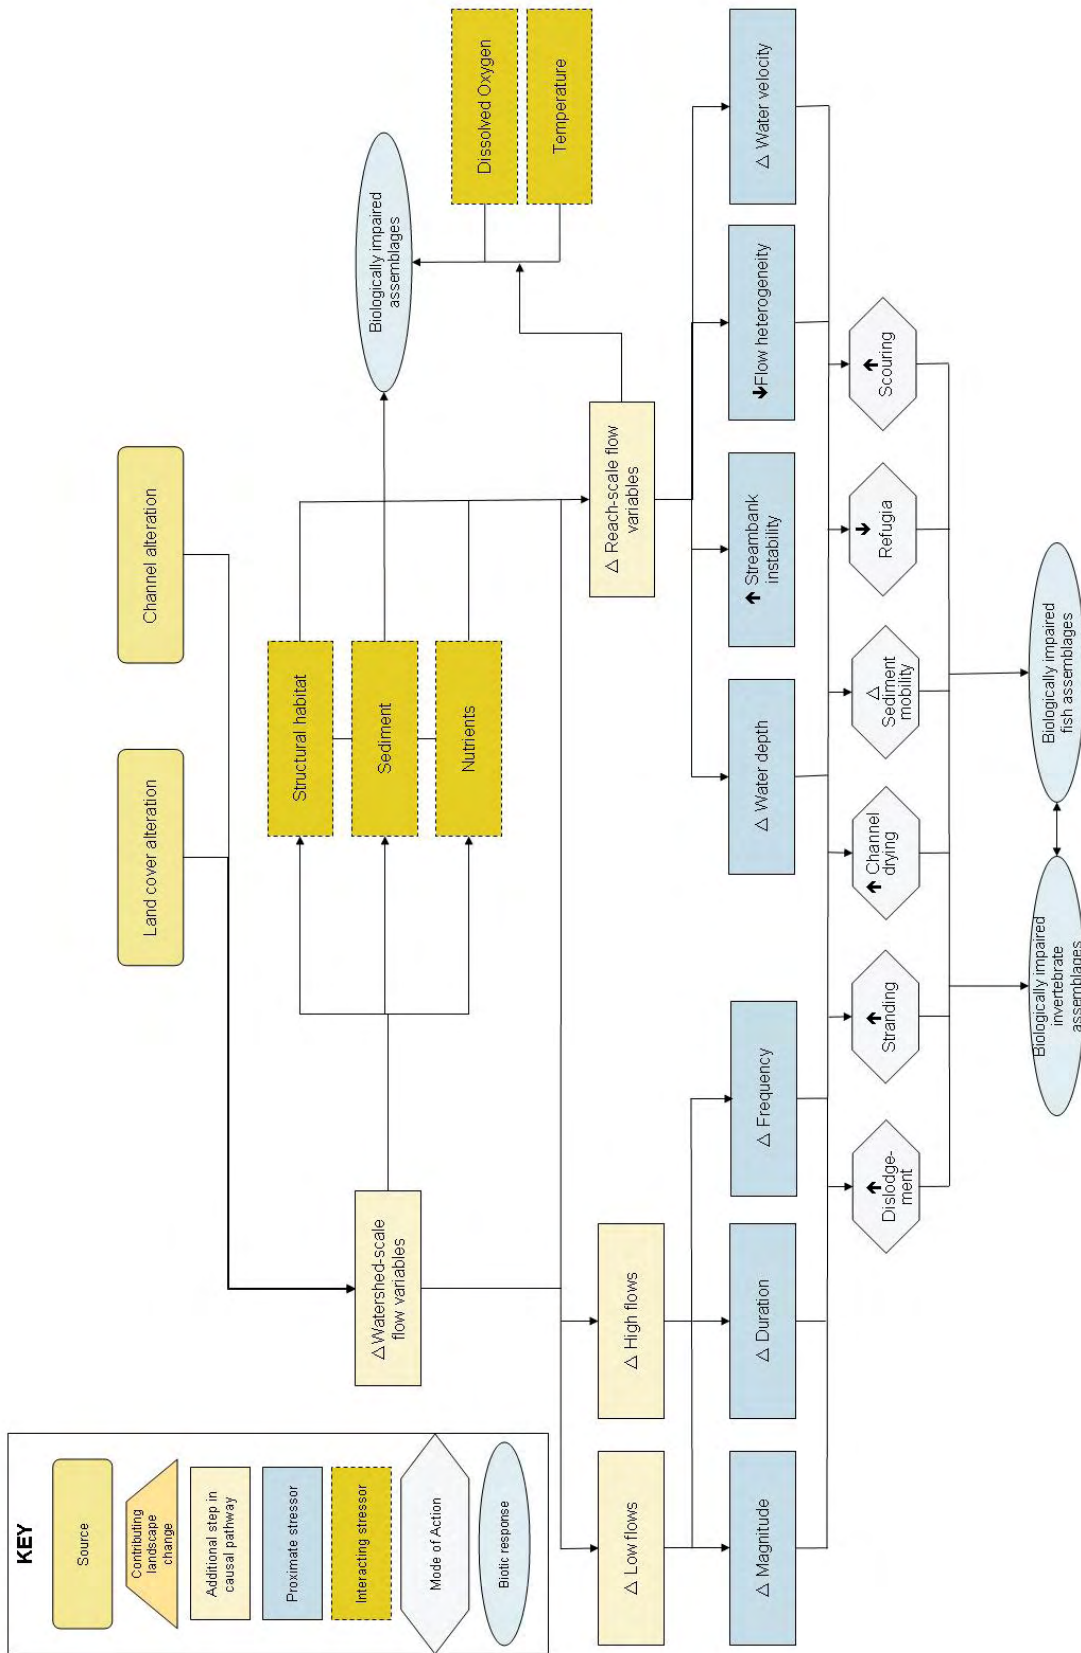 KEY
Source
Contributing
landscape
change
Additional step in
causal pathway
Proximate stressor
Interacting stressor
Mode of Action
Biotic response
Land cover alteration
Channel alteration
△Watershed-scale
flow variables
Structural habitat
Sediment
Nutrients
Biologically impaired
assemblages
Dissolved Oxygen
Temperature
△ Low flows
△ High flows
△ Reach-scale flow
variables
△ Magnitude
△ Duration
△ Frequency
△ Water depth
🡹 Streambank
instability
🡻Flow heterogeneity
△ Water velocity
🡹
Dislodge-
ment
🡹
Stranding
🡹 Channel
drying
△
Sediment
mobility
🡻
Refugia
🡹
Scouring
Biologically impaired
invertebrate
assemblages
Biologically impaired
fish assemblages